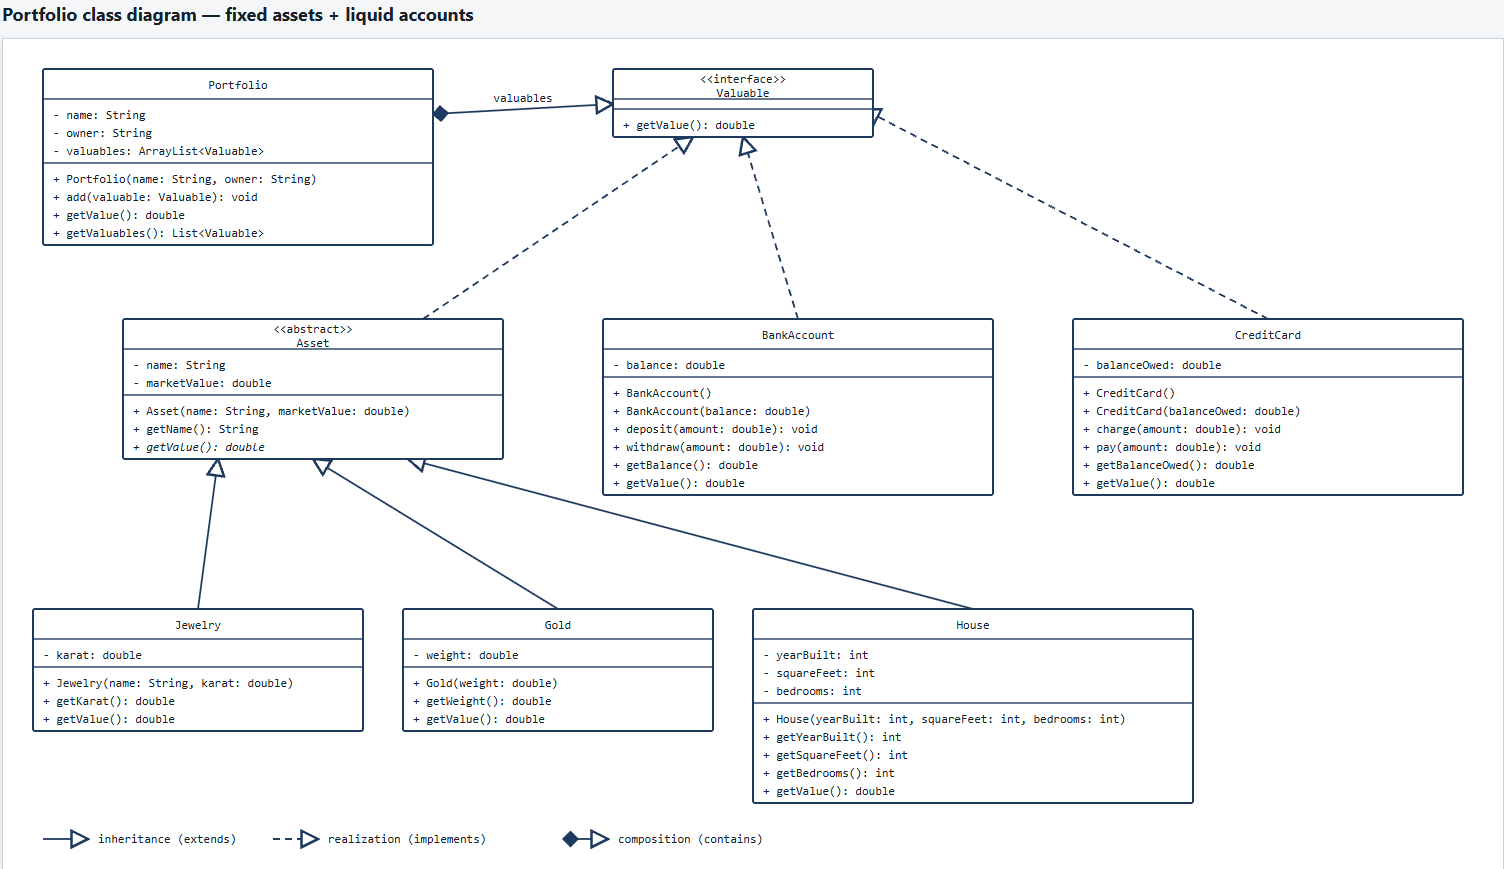 Portfolio class diagram — fixed assets + liquid accounts
Portfolio
- name: String
- owner: String
- valuables: ArrayList<Valuable>
+ Portfolio(name: String, owner: String)
+ add(valuable: Valuable): void
+ getValue(): double
+ getValuables(): List<Valuable>
valuables
<<interface>>
Valuable
+ getValue(): double
<<abstract>>
Asset
- name: String
- marketValue: double
+ Asset(name: String, marketValue: double)
+ getName(): String
+ getValue(): double
BankAccount
- balance: double
+ BankAccount()
+ BankAccount(balance: double)
+ deposit(amount: double): void
+ withdraw(amount: double): void
+ getBalance(): double
+ getValue(): double
CreditCard
- balanceOwed: double
+ CreditCard()
+ CreditCard(balanceOwed: double)
+ charge(amount: double): void
+ pay(amount: double): void
+ getBalanceOwed(): double
+ getValue(): double
Jewelry
- karat: double
+ Jewelry(name: String, karat: double)
+ getKarat(): double
+ getValue(): double
Gold
- weight: double
+ Gold(weight: double)
+ getWeight(): double
+ getValue(): double
House
- yearBuilt: int
- squareFeet: int
- bedrooms: int
+ House(yearBuilt: int, squareFeet: int, bedrooms: int)
+ getYearBuilt(): int
+ getSquareFeet(): int
+ getBedrooms(): int
+ getValue(): double
inheritance (extends)
realization (implements)
composition (contains)